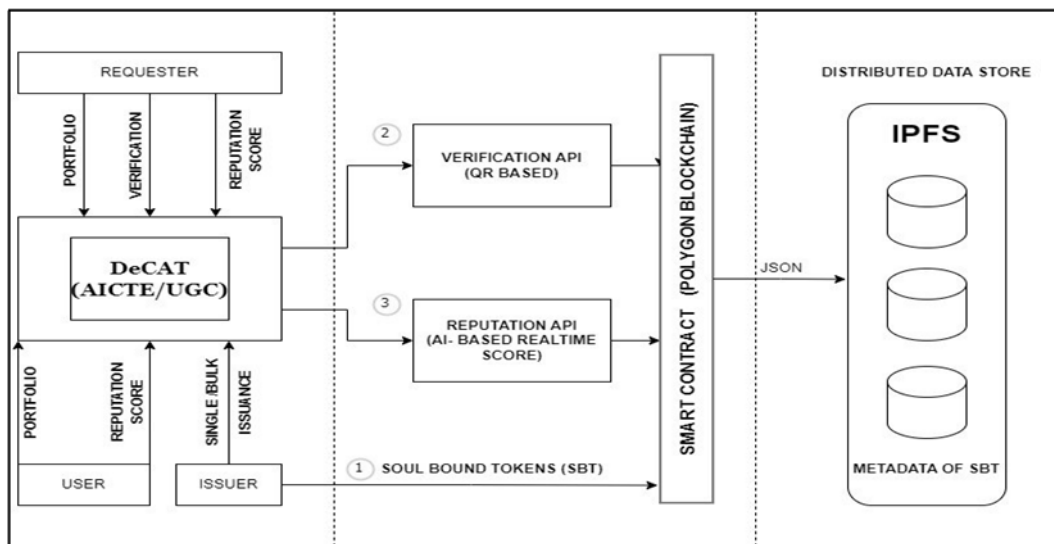 REQUESTER
PORTFOLIO
VERIFICATION
REPUTATION
SCORE
DeCAT
(AICTE/UGC)
PORTFOLIO
REPUTATION
SCORE
SINGLE/BULK
ISSUANCE
USER
ISSUER
2
VERIFICATION API
(QR BASED)
3
REPUTATION API
(AI- BASED REALTIME
SCORE)
1 SOUL BOUND TOKENS (SBT)
SMART CONTRACT (POLYGON BLOCKCHAIN)
JSON
DISTRIBUTED DATA STORE
IPFS
METADATA OF SBT